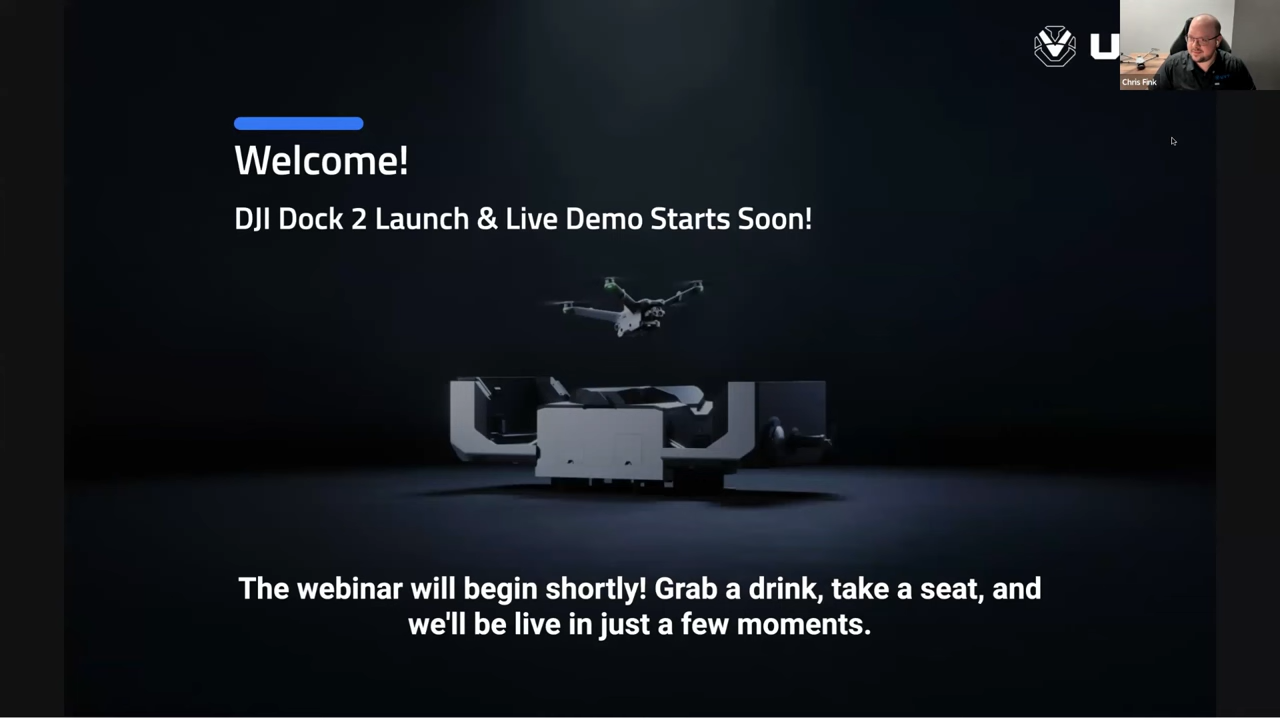 Chris Fink
Welcome!
DJI Dock 2 Launch & Live Demo Starts Soon!
The webinar will begin shortly! Grab a drink, take a seat, and
we'll be live in just a few moments.